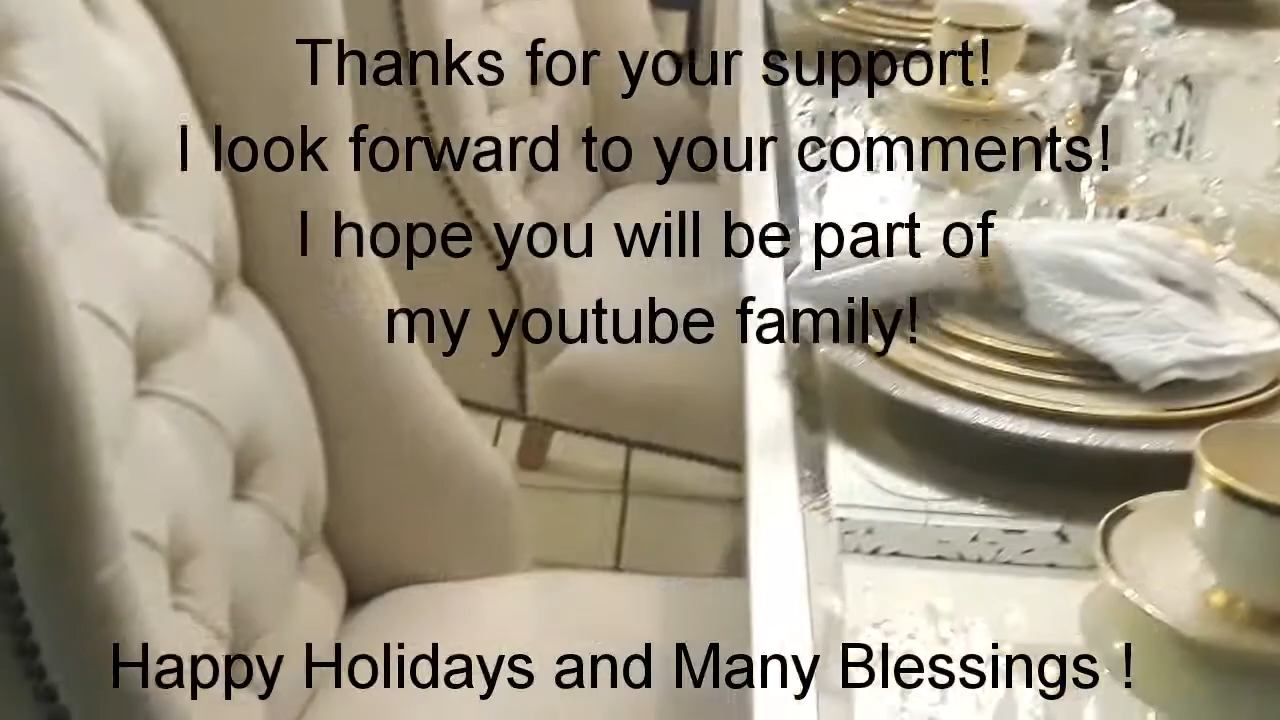 Thanks for your support!
I look forward to your comments!
I hope you will be part of
my youtube family!
Happy Holidays and Many Blessings !